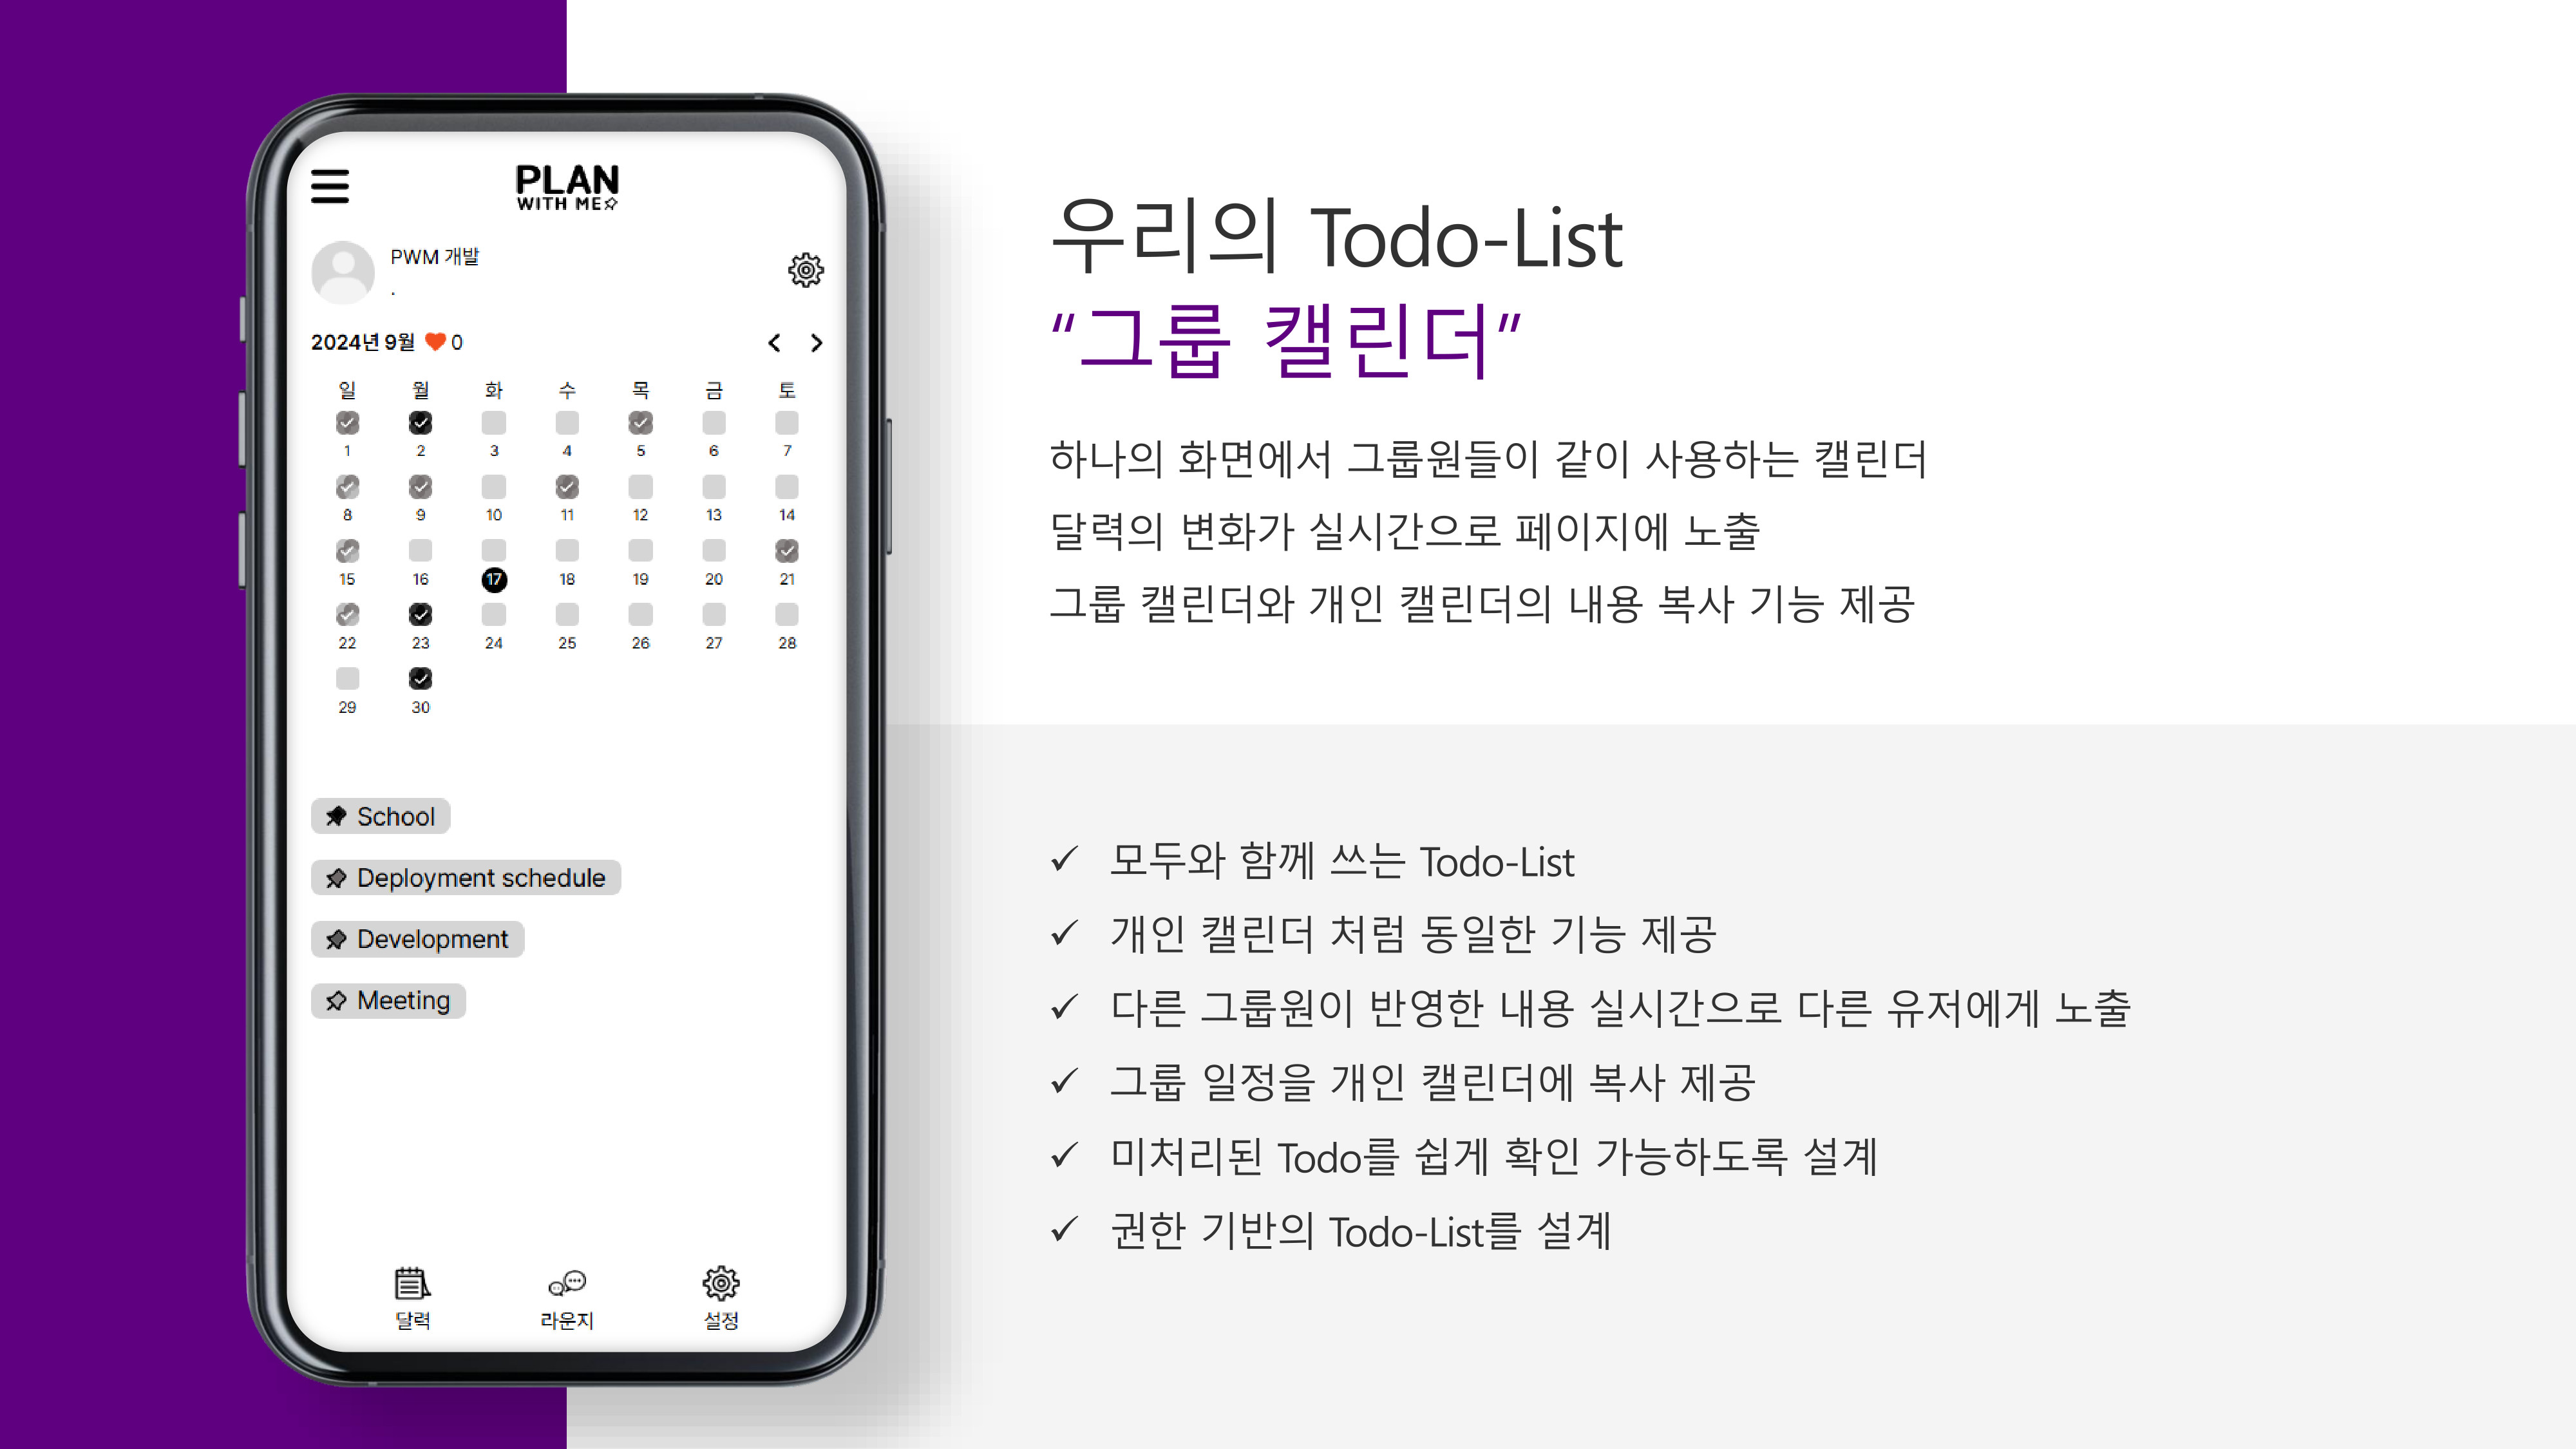 PLAN
WITH ME
PWM 개발
.
2024년 9월 0
일 월 화 수 목 금 토
1 2 3 4 5 6 7
8 9 10 11 12 13 14
15 16 17 18 19 20 21
22 23 24 25 26 27 28
29 30
School
Deployment schedule
Development
Meeting
달력 라운지 설정
우리의 Todo-List
“그룹 캘린더”
하나의 화면에서 그룹원들이 같이 사용하는 캘린더
달력의 변화가 실시간으로 페이지에 노출
그룹 캘린더와 개인 캘린더의 내용 복사 기능 제공
✓ 모두와 함께 쓰는 Todo-List
✓ 개인 캘린더 처럼 동일한 기능 제공
✓ 다른 그룹원이 반영한 내용 실시간으로 다른 유저에게 노출
✓ 그룹 일정을 개인 캘린더에 복사 제공
✓ 미처리된 Todo를 쉽게 확인 가능하도록 설계
✓ 권한 기반의 Todo-List를 설계